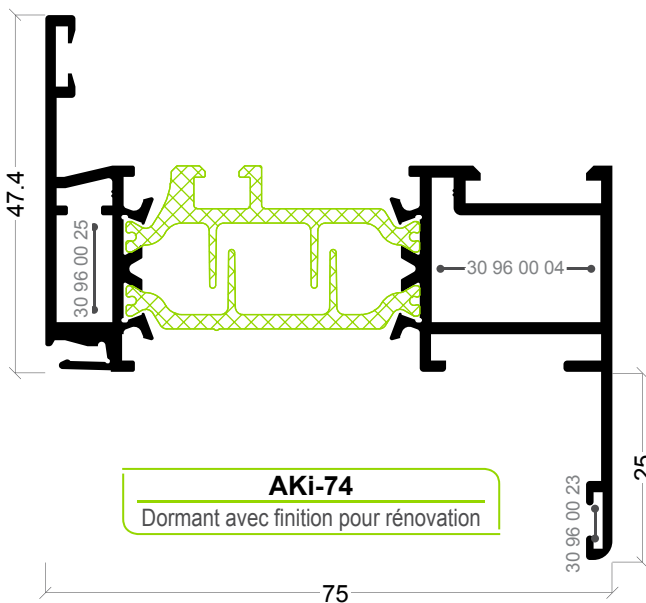 47.4
30 96 00 25
30 96 00 04
25
30 96 00 23
AKi-74
Dormant avec finition pour rénovation
75